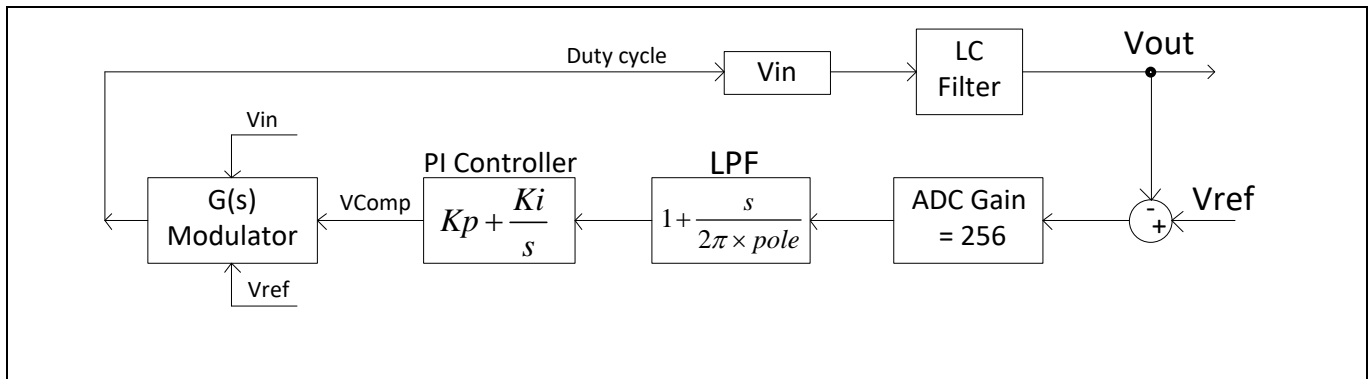 Duty cycle
Vin
LC
Filter
Vout
Vin
G(s)
Modulator
Vref
VComp
PI Controller
Kp + Ki/s
LPF
1 + s/(2π × pole)
ADC Gain
= 256
-
+
Vref